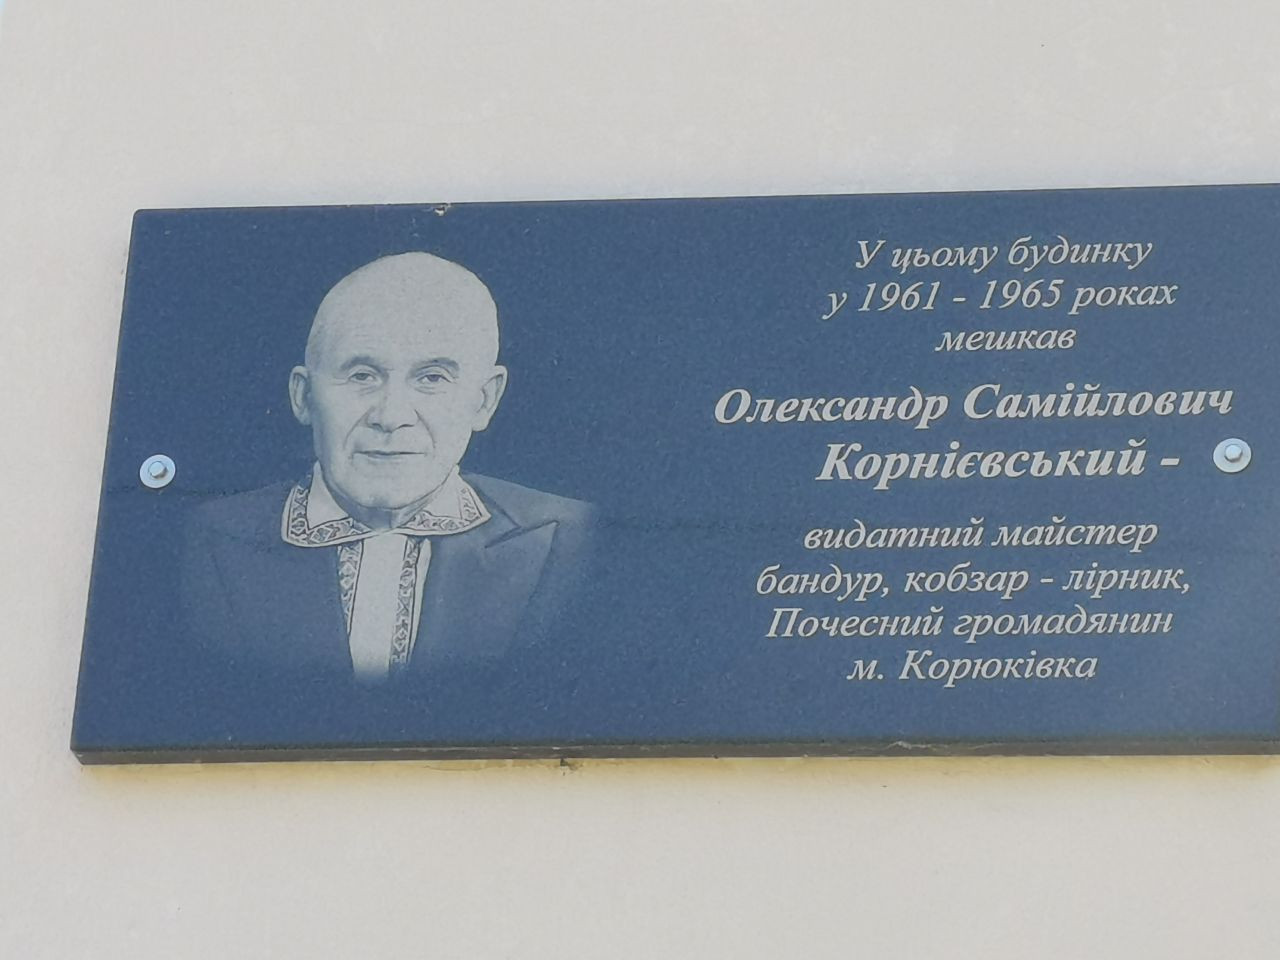 У цьому будинку
у 1961 - 1965 роках
мешкав
Олександр Самійлович
Корнієвський -
видатний майстер
бандур, кобзар - лірник,
Почесний громадянин
м. Корюківка